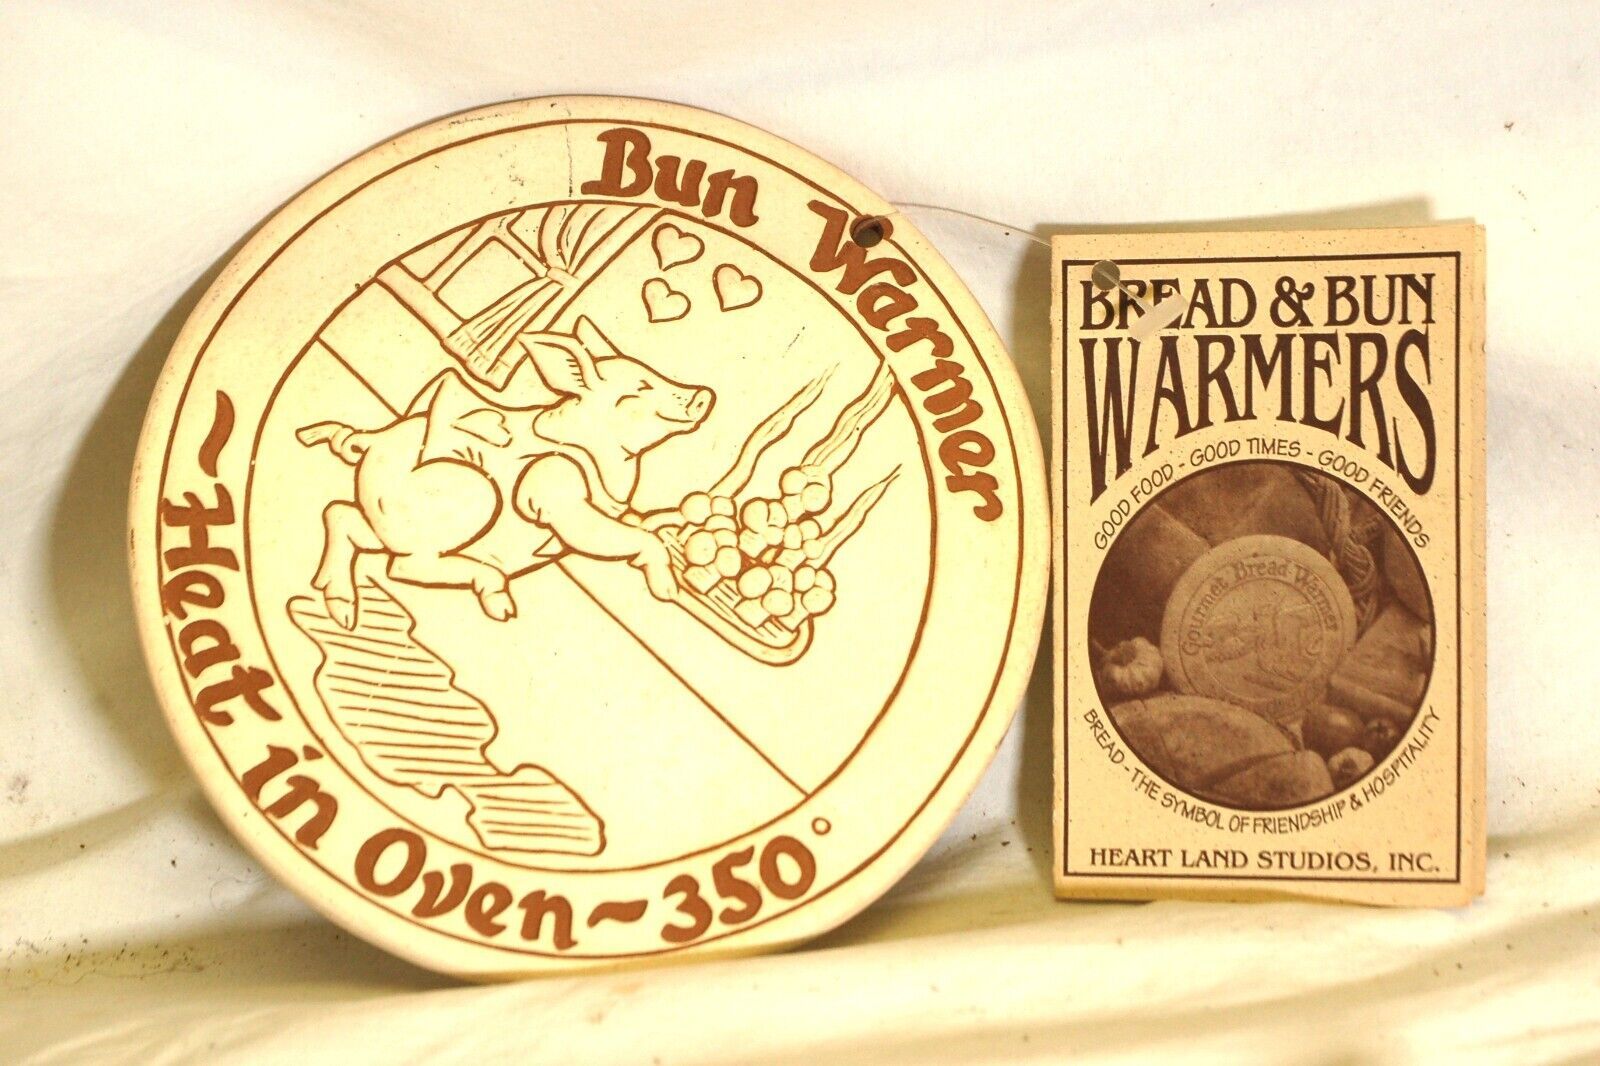 Bun Warmer
~Heat in Oven~350°
BREAD & BUN
WARMERS
GOOD FOOD - GOOD TIMES - GOOD FRIENDS
Gourmet Bread Warmer
BREAD - THE SYMBOL OF FRIENDSHIP & HOSPITALITY
HEART LAND STUDIOS, INC.